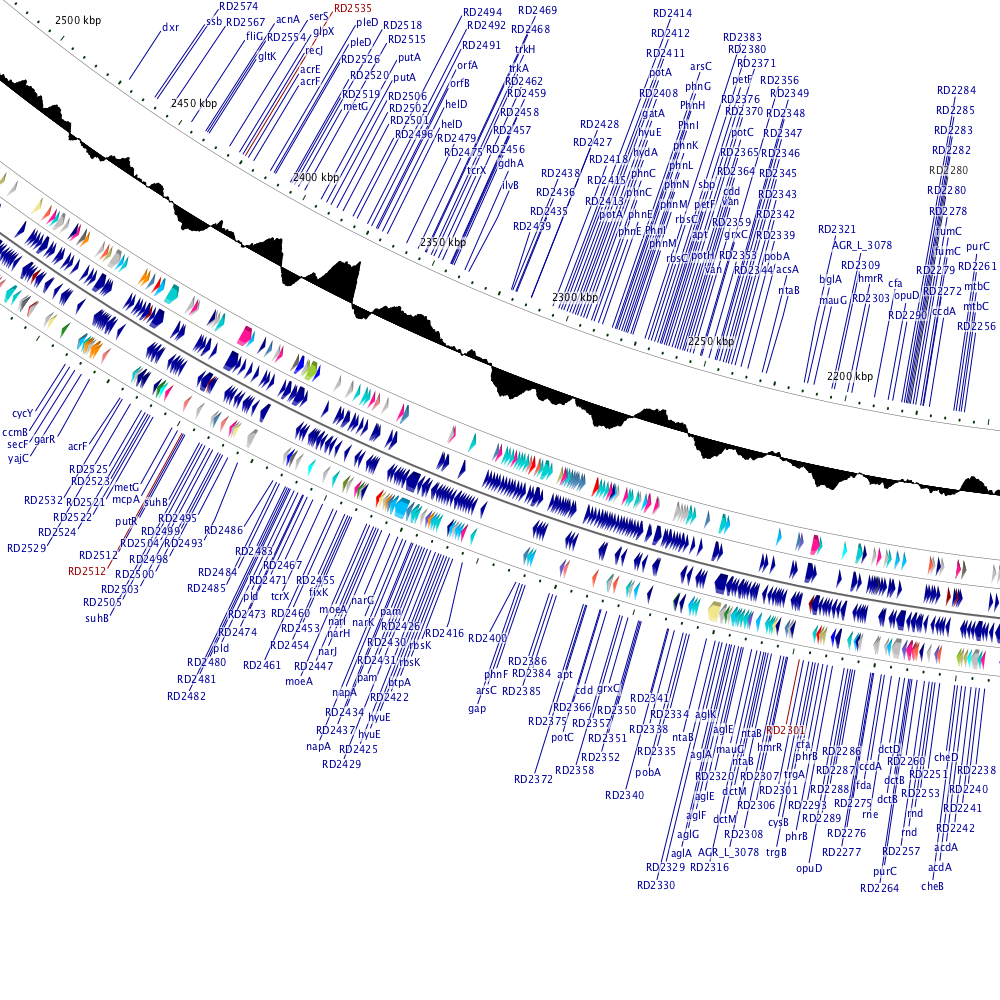 2500 kbp
dxr
RD2574
ssb
RD2567
fliG
acnA
RD2554
gltK
serS
RD2535
glpX
recJ
acrE
acrF
pleD
RD2518
pleD
RD2515
RD2526
putA
RD2520
putA
RD2519
metG
RD2506
RD2502
RD2501
RD2496
2450 kbp
2400 kbp
RD2494
RD2492
RD2491
orfA
orfB
helD
helD
RD2479
RD2475
tcrX
RD2469
RD2468
trkH
trkA
RD2462
RD2459
RD2458
RD2457
RD2456
gdhA
ilvB
2350 kbp
RD2438
RD2436
RD2435
RD2439
RD2428
RD2427
RD2418
RD2415
RD2413
potA
phnE
2300 kbp
RD2414
RD2412
RD2411
potA
RD2408
gatA
hyuE
hydA
phnC
phnC
phnE
PhnI
phnM
arsC
phnG
PhnH
PhnI
phnK
phnL
phnN
phnM
rbsC
rbsC
RD2383
RD2380
RD2371
petF
RD2376
RD2370
potC
RD2365
RD2364
sbp
cdd
van
petF
RD2359
apt
grxC
potH
RD2353
van
RD2344
RD2356
RD2349
RD2348
RD2347
RD2346
RD2345
RD2343
RD2342
RD2339
pobA
acsA
ntaB
2250 kbp
RD2321
AGR_L_3078
RD2309
bglA
hmrR
mauG
RD2303
cfa
opuD
RD2290
2200 kbp
RD2284
RD2285
RD2283
RD2282
RD2280
RD2280
RD2278
fumC
fumC
RD2279
RD2272
ccdA
purC
RD2261
mtbC
mtbC
RD2256
cycY
ccmB
secF
garR
yajC
acrF
RD2525
RD2523
RD2532
RD2521
RD2522
RD2524
RD2529
metG
mcpA
suhB
putR
RD2495
RD2499
RD2504
RD2493
RD2512
RD2498
RD2512
RD2500
RD2503
RD2505
suhB
RD2486
RD2483
RD2484
RD2467
RD2485
RD2471
RD2455
pld
tcrX
fixK
RD2473
RD2460
RD2474
RD2453
pld
RD2454
RD2480
RD2461
RD2447
RD2481
moeA
RD2482
narG
moeA
narI
narK
narH
narJ
pam
RD2426
RD2430
rbsK
RD2431
rbsK
pam
btpA
napA
RD2422
RD2434
hyuE
RD2437
hyuE
napA
RD2425
RD2429
RD2416
RD2400
RD2386
phnF
RD2384
arsC
RD2385
gap
apt
cdd
grxC
RD2366
RD2350
RD2375
RD2357
potC
RD2351
RD2352
RD2358
RD2372
RD2341
RD2334
RD2338
ntaB
RD2335
pobA
RD2340
aglK
aglE
ntaB
RD2301
aglA
mauG
hmrR
ntaB
RD2320
RD2307
aglE
dctM
RD2301
RD2306
aglF
dctM
cysB
aglG
RD2308
aglA
AGR_L_3078
trgB
RD2329
RD2316
RD2330
cfa
phrB
trgA
RD2286
RD2287
RD2288
RD2293
RD2289
phrB
RD2276
RD2277
opuD
dctD
RD2260
ccdA
dctB
fda
RD2251
RD2275
dctB
RD2253
rne
rnd
rnd
RD2257
purC
RD2264
cheD
RD2238
RD2240
RD2241
RD2242
acdA
acdA
cheB